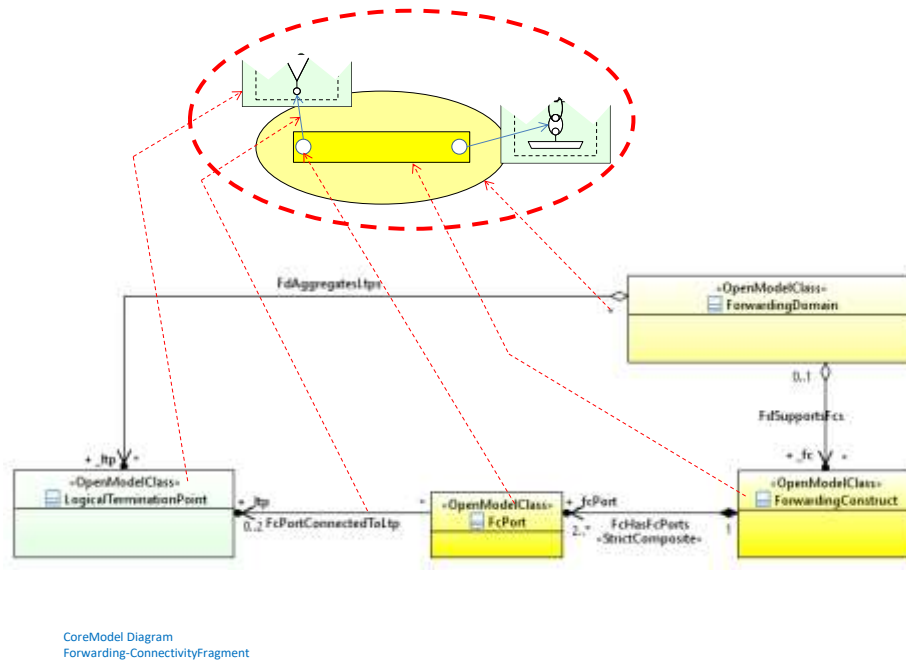 FdAggregatesLtps
«OpenModelClass»
ForwardingDomain
*
0..1
FdSupportsFcs
+ _ltp *
+ _fc *
«OpenModelClass»
LogicalTerminationPoint
+ _ltp
*
0..2
FcPortConnectedToLtp
«OpenModelClass»
FcPort
+ _fcPort
2..*
FcHasFcPorts
«StrictComposite»
1
«OpenModelClass»
ForwardingConstruct
CoreModel Diagram
Forwarding-ConnectivityFragment